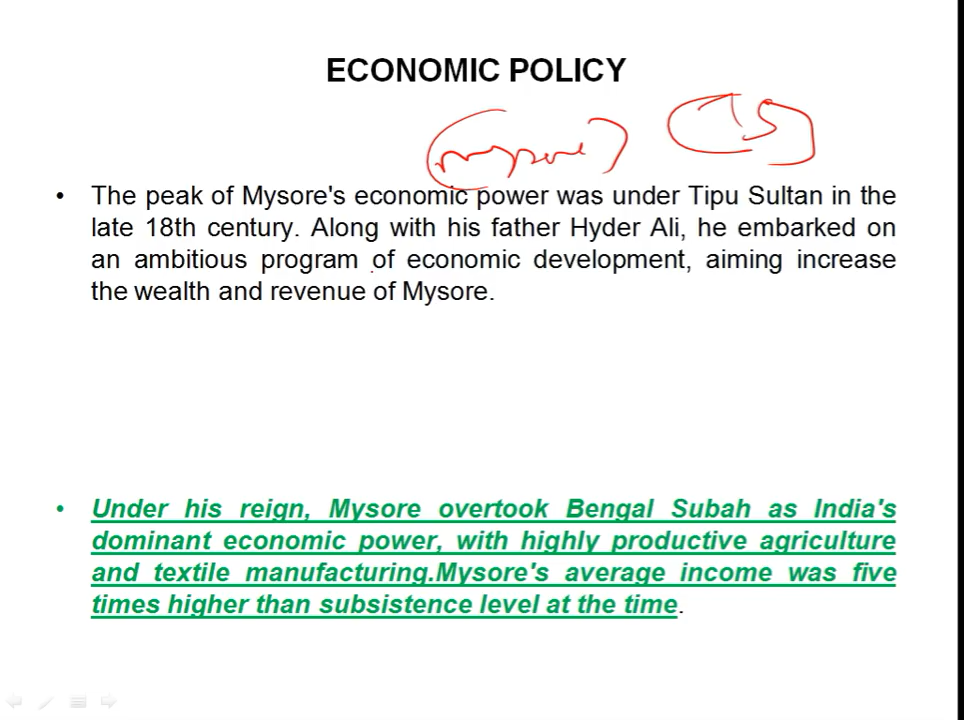 ECONOMIC POLICY
mysore TS
• The peak of Mysore's economic power was under Tipu Sultan in the
late 18th century. Along with his father Hyder Ali, he embarked on
an ambitious program of economic development, aiming increase
the wealth and revenue of Mysore.
• Under his reign, Mysore overtook Bengal Subah as India's
dominant economic power, with highly productive agriculture
and textile manufacturing.Mysore's average income was five
times higher than subsistence level at the time.